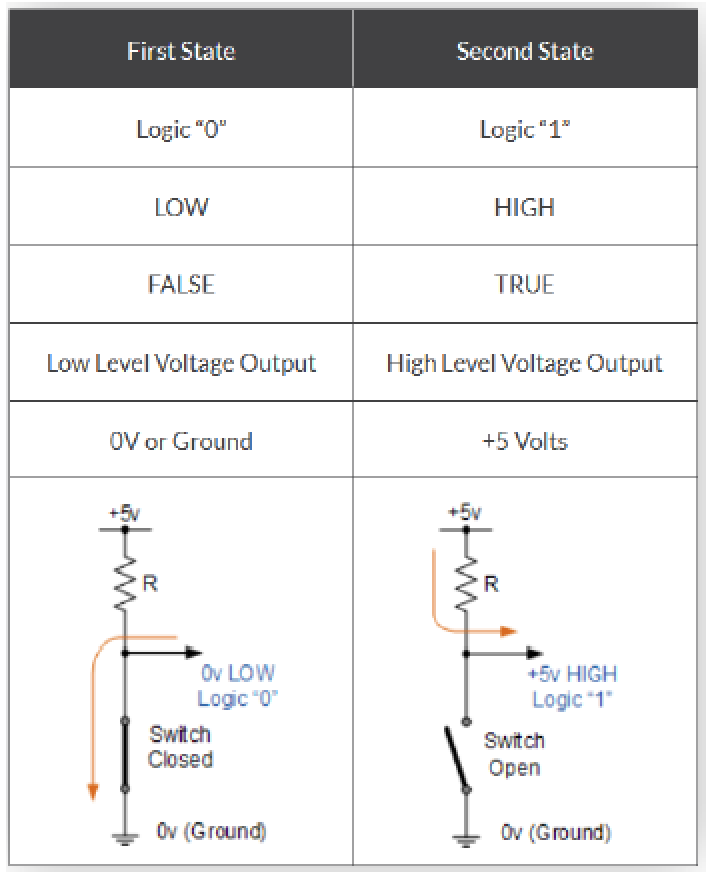 First State
Second State
Logic “0”
Logic “1”
LOW
HIGH
FALSE
TRUE
Low Level Voltage Output
High Level Voltage Output
0V or Ground
+5 Volts
+5v
R
0v LOW
Logic "0"
Switch
Closed
0v (Ground)
+5v
R
+5v HIGH
Logic "1"
Switch
Open
0v (Ground)